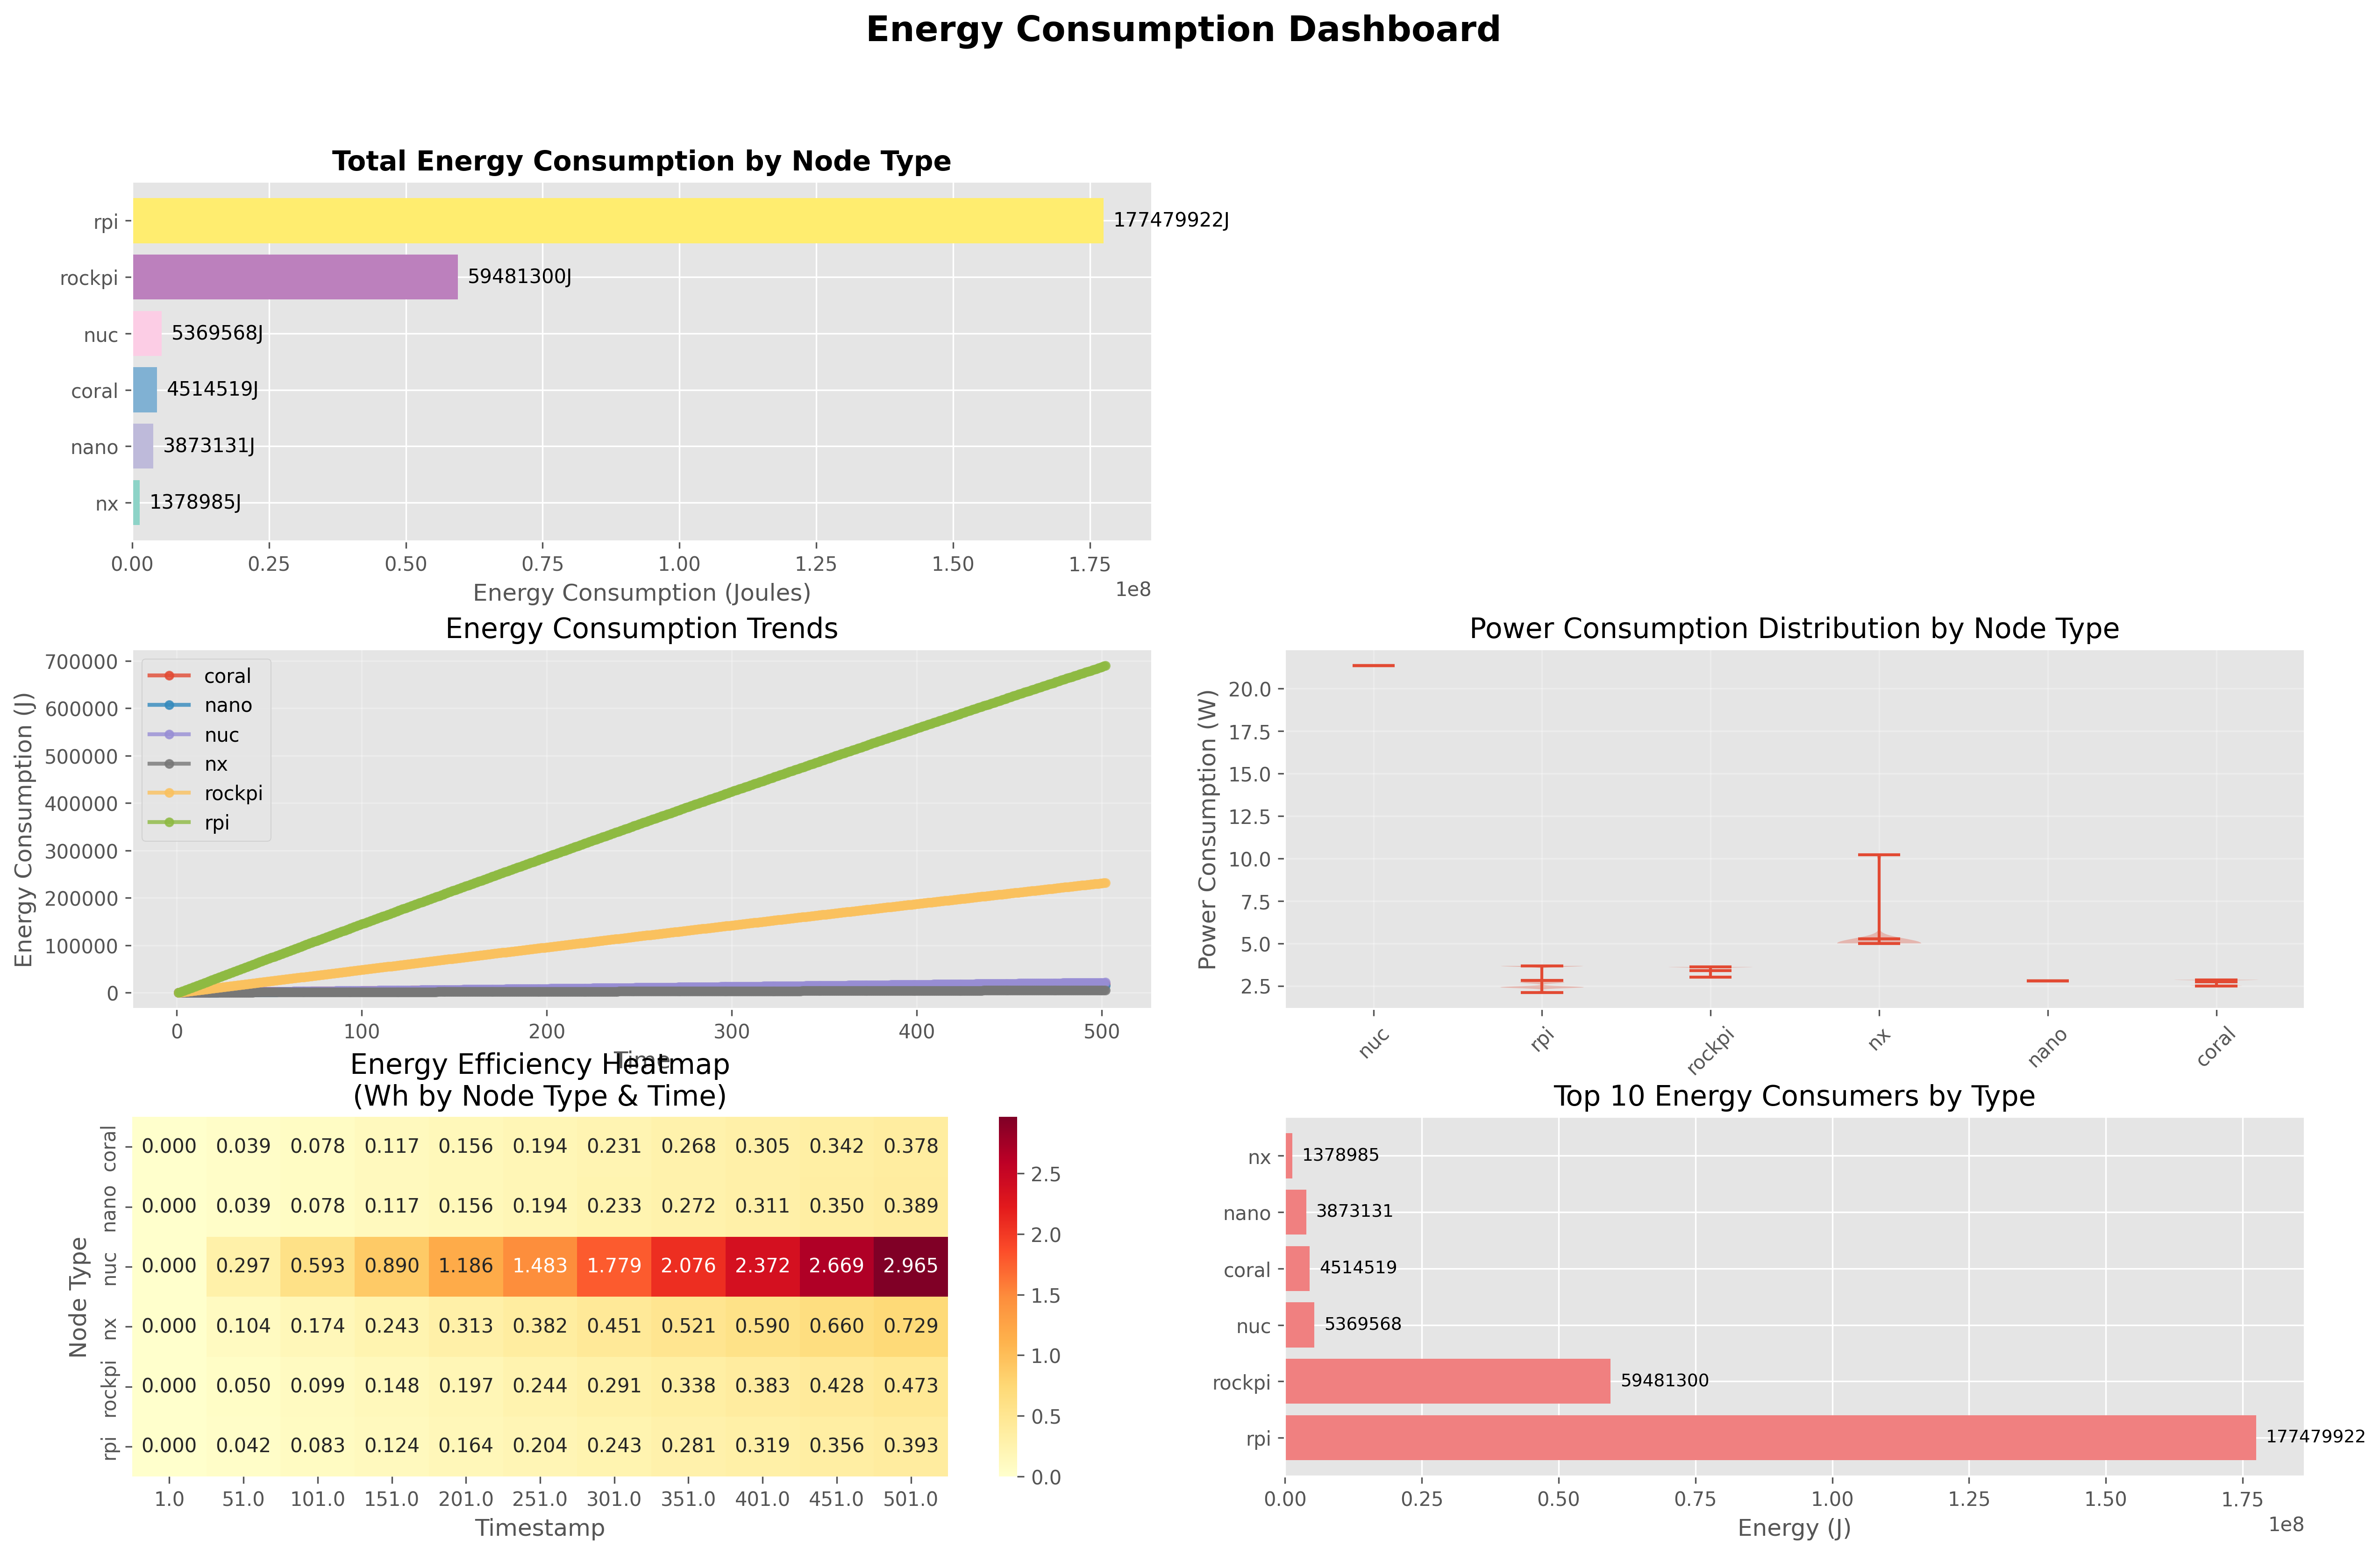 Energy Consumption Dashboard
Total Energy Consumption by Node Type
rpi
177479922J
rockpi
59481300J
nuc
5369568J
coral
4514519J
nano
3873131J
nx
1378985J
0.00 0.25 0.50 0.75 1.00 1.25 1.50 1.75
1e8
Energy Consumption (Joules)
Energy Consumption Trends
Energy Consumption (J)
700000
600000
500000
400000
300000
200000
100000
0
coral
nano
nuc
nx
rockpi
rpi
0 100 200 300 400 500
Time
Power Consumption Distribution by Node Type
Power Consumption (W)
20.0
17.5
15.0
12.5
10.0
7.5
5.0
2.5
nuc rpi rockpi nx nano coral
Energy Efficiency Heatmap
(Wh by Node Type & Time)
Node Type
coral 0.000 0.039 0.078 0.117 0.156 0.194 0.231 0.268 0.305 0.342 0.378
nano 0.000 0.039 0.078 0.117 0.156 0.194 0.233 0.272 0.311 0.350 0.389
nuc 0.000 0.297 0.593 0.890 1.186 1.483 1.779 2.076 2.372 2.669 2.965
nx 0.000 0.104 0.174 0.243 0.313 0.382 0.451 0.521 0.590 0.660 0.729
rockpi 0.000 0.050 0.099 0.148 0.197 0.244 0.291 0.338 0.383 0.428 0.473
rpi 0.000 0.042 0.083 0.124 0.164 0.204 0.243 0.281 0.319 0.356 0.393
1.0 51.0 101.0 151.0 201.0 251.0 301.0 351.0 401.0 451.0 501.0
Timestamp
2.5
2.0
1.5
1.0
0.5
0.0
Top 10 Energy Consumers by Type
nx
1378985
nano
3873131
coral
4514519
nuc
5369568
rockpi
59481300
rpi
177479922
0.00 0.25 0.50 0.75 1.00 1.25 1.50 1.75
1e8
Energy (J)